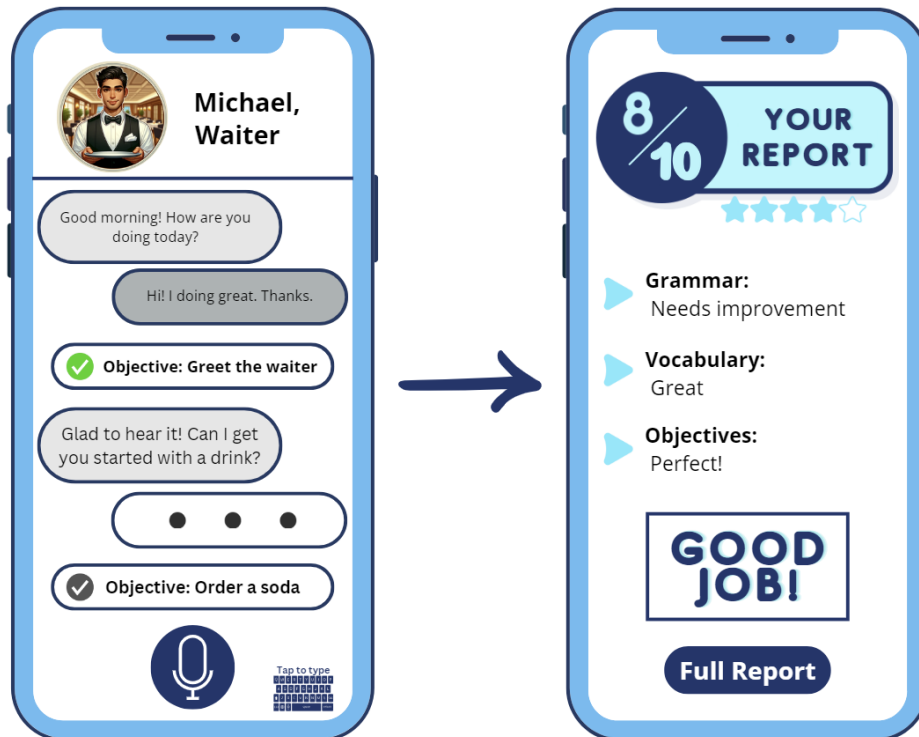 Michael,
Waiter
Good morning! How are you
doing today?
Hi! I doing great. Thanks.
Objective: Greet the waiter
Glad to hear it! Can I get
you started with a drink?
Objective: Order a soda
Tap to type
8/10
YOUR
REPORT
Grammar:
Needs improvement
Vocabulary:
Great
Objectives:
Perfect!
GOOD
JOB!
Full Report